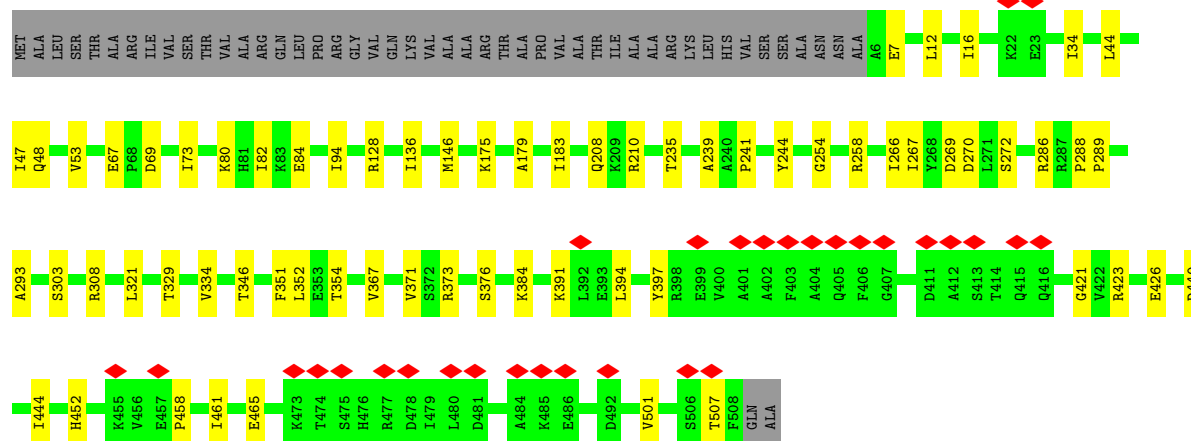 MET ALA LEU SER THR ALA ARG ILE VAL SER THR VAL ALA ARG GLN LEU PRO ARG GLY VAL GLN LYS VAL ALA ALA ARG THR ALA PRO VAL ALA THR ILE ALA ALA ARG LYS LEU HIS VAL SER SER ALA ASN ASN ALA A6 E7 L12 I16 K22 E23 I34 L44
I47 Q48 V53 E67 P68 D69 I73 K80 H81 I82 K83 E84 I94 R128 I136 M146 K175 A179 I183 Q208 K209 R210 T235 A239 A240 P241 Y244 G254 R258 I266 I267 Y268 D269 D270 L271 S272 R286 R287 P288 P289
A293 S303 R308 L321 T329 V334 T346 F351 L352 E353 T354 V367 V371 S372 R373 S376 K384 K391 L392 E393 L394 Y397 R398 E399 V400 A401 A402 F403 A404 Q405 F406 G407 D411 A412 S413 T414 Q415 Q416 G421 V422 R423 E426
I444 H452 K455 V456 E457 P458 I461 E465 K473 T474 S475 H476 R477 D478 I479 L480 D481 A484 K485 E486 D492 V501 S506 T507 F508 GLN ALA